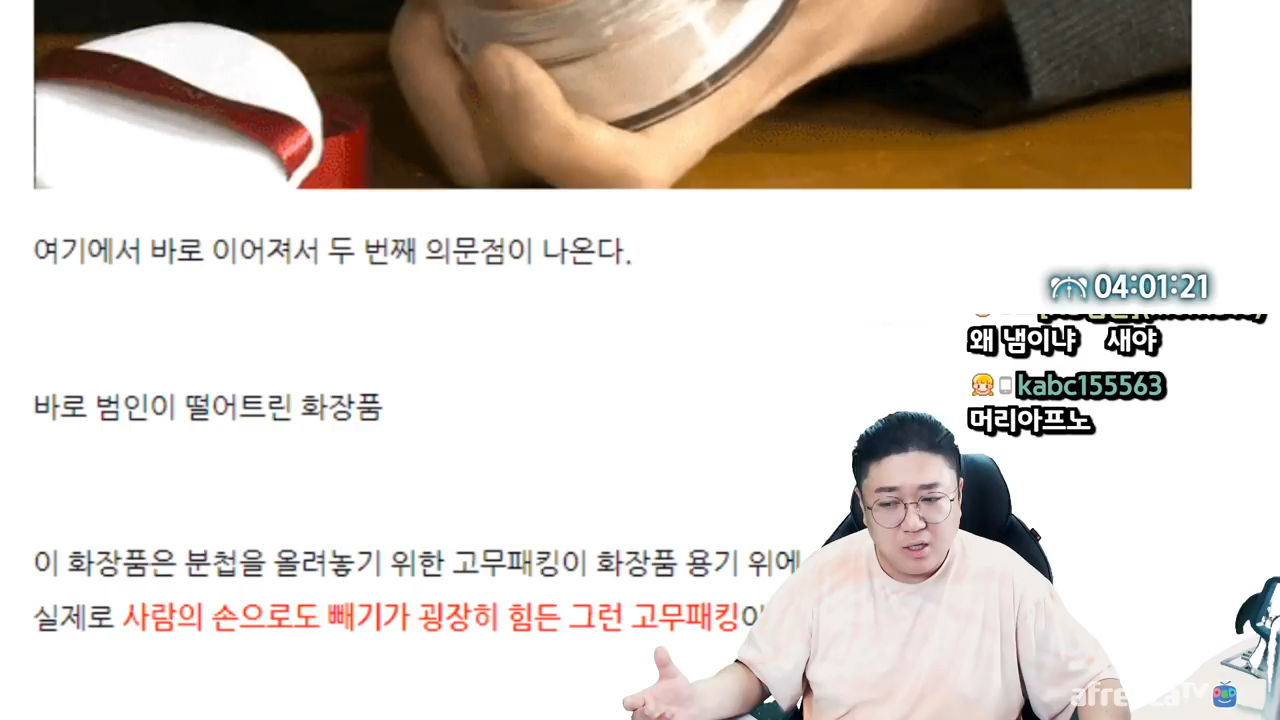 여기에서 바로 이어져서 두 번째 의문점이 나온다.
04:01:21
왜 냄이냐 새야
kabc155563
머리아프노
바로 범인이 떨어트린 화장품
이 화장품은 분첩을 올려놓기 위한 고무패킹이 화장품 용기 위에
실제로 사람의 손으로도 빼기가 굉장히 힘든 그런 고무패킹이
afreecaTV